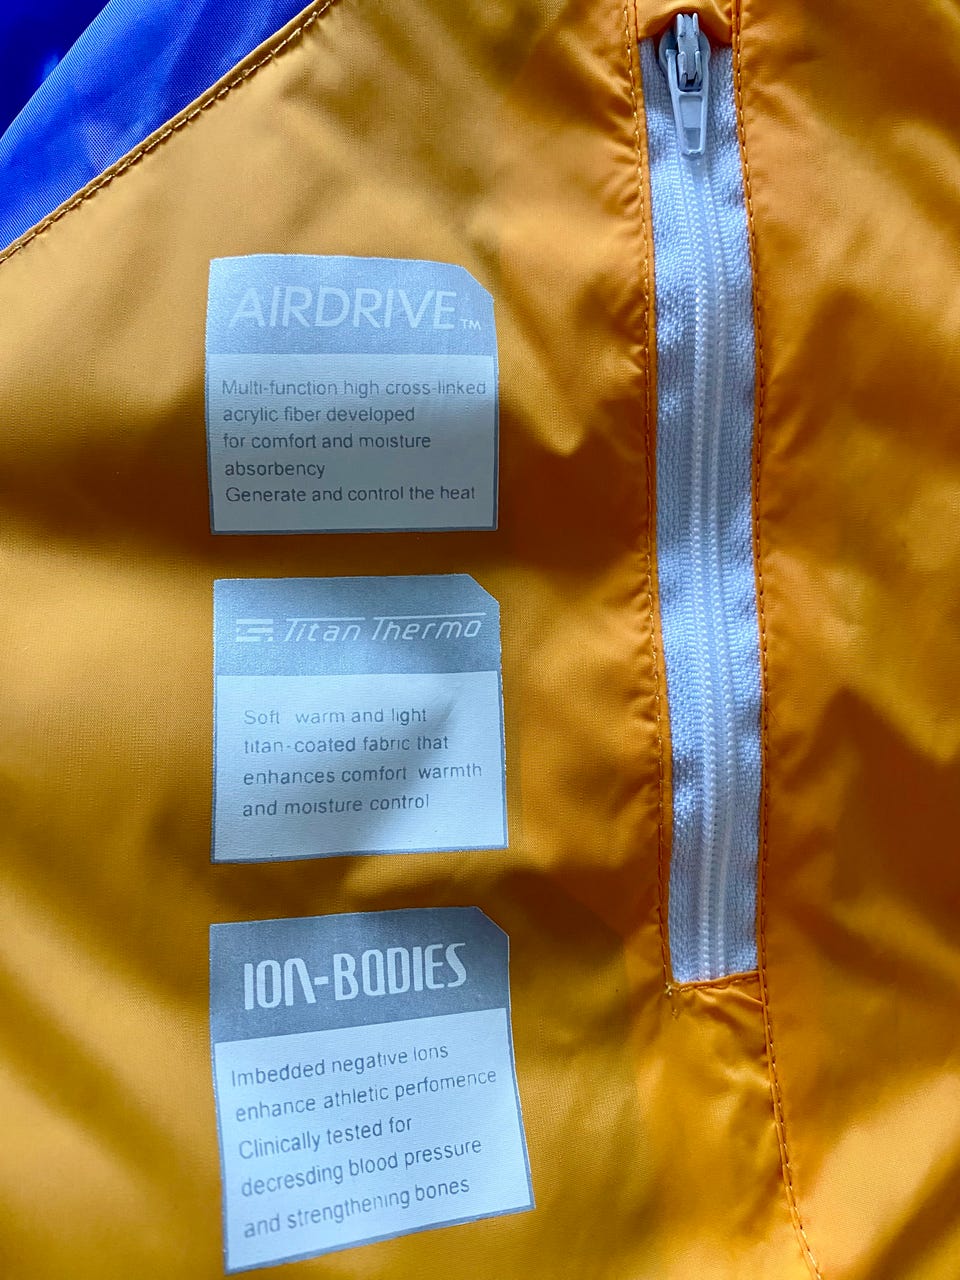 AIRDRIVE™
Multi-function high cross-linked
acrylic fiber developed
for comfort and moisture
absorbency
Generate and control the heat
Titan Thermo
Soft warm and light
titan-coated fabric that
enhances comfort warmth
and moisture control
ION-BODIES
Imbedded negative Ions
enhance athletic perfomence
Clinically tested for
decresding blood pressure
and strengthening bones